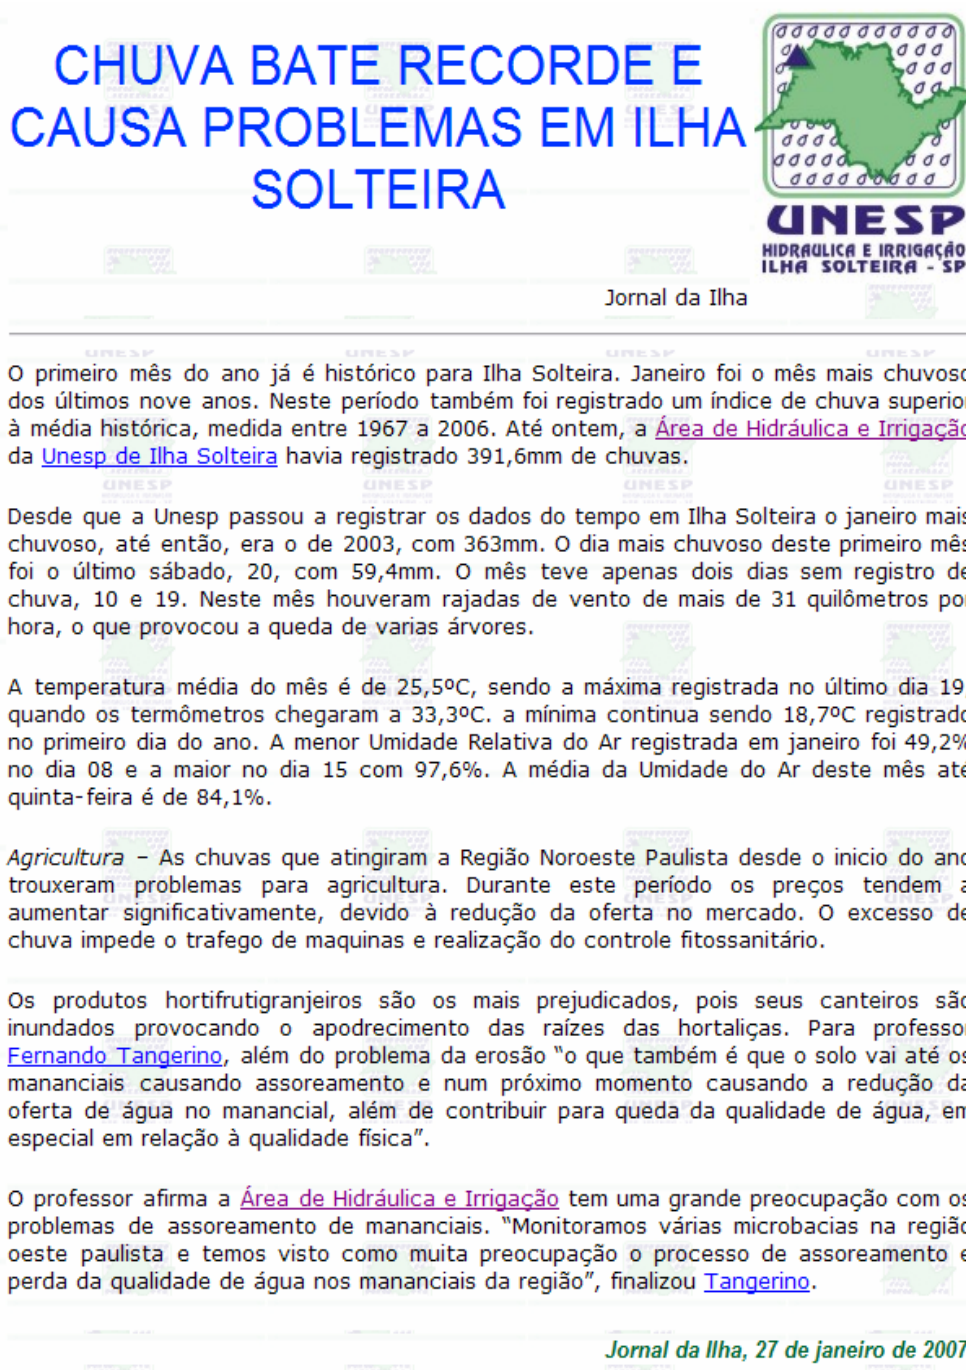 CHUVA BATE RECORDE E
CAUSA PROBLEMAS EM ILHA
SOLTEIRA
UNESP
HIDRAULICA E IRRIGAÇÃO
ILHA SOLTEIRA - SP
Jornal da Ilha
O primeiro mês do ano já é histórico para Ilha Solteira. Janeiro foi o mês mais chuvoso
dos últimos nove anos. Neste período também foi registrado um índice de chuva superior
à média histórica, medida entre 1967 a 2006. Até ontem, a Área de Hidráulica e Irrigação
da Unesp de Ilha Solteira havia registrado 391,6mm de chuvas.
Desde que a Unesp passou a registrar os dados do tempo em Ilha Solteira o janeiro mais
chuvoso, até então, era o de 2003, com 363mm. O dia mais chuvoso deste primeiro mês
foi o último sábado, 20, com 59,4mm. O mês teve apenas dois dias sem registro de
chuva, 10 e 19. Neste mês houveram rajadas de vento de mais de 31 quilômetros por
hora, o que provocou a queda de varias árvores.
A temperatura média do mês é de 25,5ºC, sendo a máxima registrada no último dia 19,
quando os termômetros chegaram a 33,3ºC. a mínima continua sendo 18,7ºC registrado
no primeiro dia do ano. A menor Umidade Relativa do Ar registrada em janeiro foi 49,2%
no dia 08 e a maior no dia 15 com 97,6%. A média da Umidade do Ar deste mês até
quinta-feira é de 84,1%.
Agricultura – As chuvas que atingiram a Região Noroeste Paulista desde o inicio do ano
trouxeram problemas para agricultura. Durante este período os preços tendem a
aumentar significativamente, devido à redução da oferta no mercado. O excesso de
chuva impede o trafego de maquinas e realização do controle fitossanitário.
Os produtos hortifrutigranjeiros são os mais prejudicados, pois seus canteiros são
inundados provocando o apodrecimento das raízes das hortaliças. Para professor
Fernando Tangerino, além do problema da erosão “o que também é que o solo vai até os
mananciais causando assoreamento e num próximo momento causando a redução da
oferta de água no manancial, além de contribuir para queda da qualidade de água, em
especial em relação à qualidade física”.
O professor afirma a Área de Hidráulica e Irrigação tem uma grande preocupação com os
problemas de assoreamento de mananciais. “Monitoramos várias microbacias na região
oeste paulista e temos visto como muita preocupação o processo de assoreamento e
perda da qualidade de água nos mananciais da região”, finalizou Tangerino.
Jornal da Ilha, 27 de janeiro de 2007